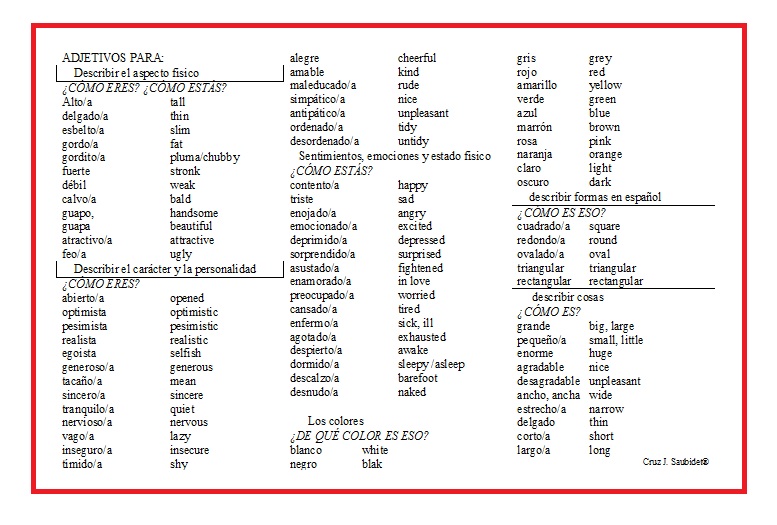 ADJETIVOS PARA:
Describir el aspecto físico
¿CÓMO ERES? ¿CÓMO ESTÁS?
Alto/a tall
delgado/a thin
esbelto/a slim
gordo/a fat
gordito/a pluma/chubby
fuerte stronk
débil weak
calvo/a bald
guapo, handsome
guapa beautiful
atractivo/a attractive
feo/a ugly
Describir el carácter y la personalidad
¿CÓMO ERES?
abierto/a opened
optimista optimistic
pesimista pesimistic
realista realistic
egoista selfish
generoso/a generous
tacaño/a mean
sincero/a sincere
tranquilo/a quiet
nervioso/a nervous
vago/a lazy
inseguro/a insecure
timido/a shy
alegre cheerful
amable kind
maleducado/a rude
simpático/a nice
antipático/a unpleasant
ordenado/a tidy
desordenado/a untidy
Sentimientos, emociones y estado fisico
¿CÓMO ESTÁS?
contento/a happy
triste sad
enojado/a angry
emocionado/a excited
deprimido/a depressed
sorprendido/a surprised
asustado/a fightened
enamorado/a in love
preocupado/a worried
cansado/a tired
enfermo/a sick, ill
agotado/a exhausted
despierto/a awake
dormido/a sleepy/asleep
descalzo/a barefoot
desnudo/a naked
Los colores
¿DE QUÉ COLOR ES ESO?
blanco white
negro blak
gris grey
rojo red
amarillo yellow
verde green
azul blue
marrón brown
rosa pink
naranja orange
claro light
oscuro dark
describir formas en español
¿CÓMO ES ESO?
cuadrado/a square
redondo/a round
ovalado/a oval
triangular triangular
rectangular rectangular
describir cosas
¿CÓMO ES?
grande big, large
pequeño/a small, little
enorme huge
agradable nice
desagradable unpleasant
ancho, ancha wide
estrecho/a narrow
delgado thin
corto/a short
largo/a long
Cruz J. Saubidet®